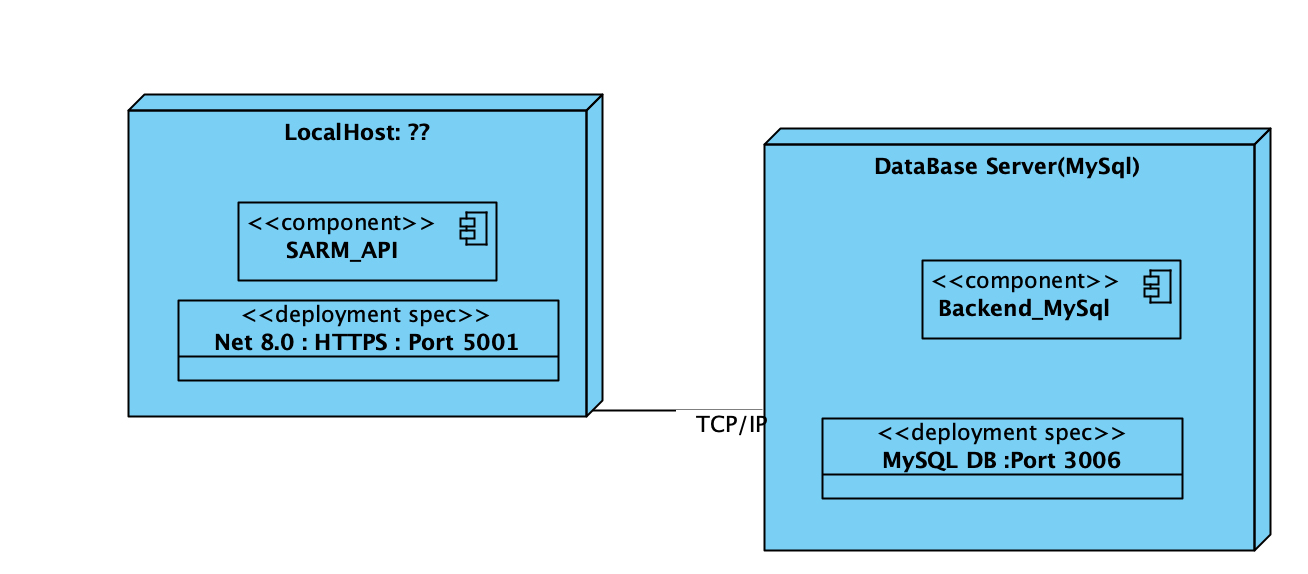 LocalHost: ??
<<component>>
SARM_API
<<deployment spec>>
Net 8.0 : HTTPS : Port 5001
TCP/IP
DataBase Server(MySql)
<<component>>
Backend_MySql
<<deployment spec>>
MySQL DB :Port 3006